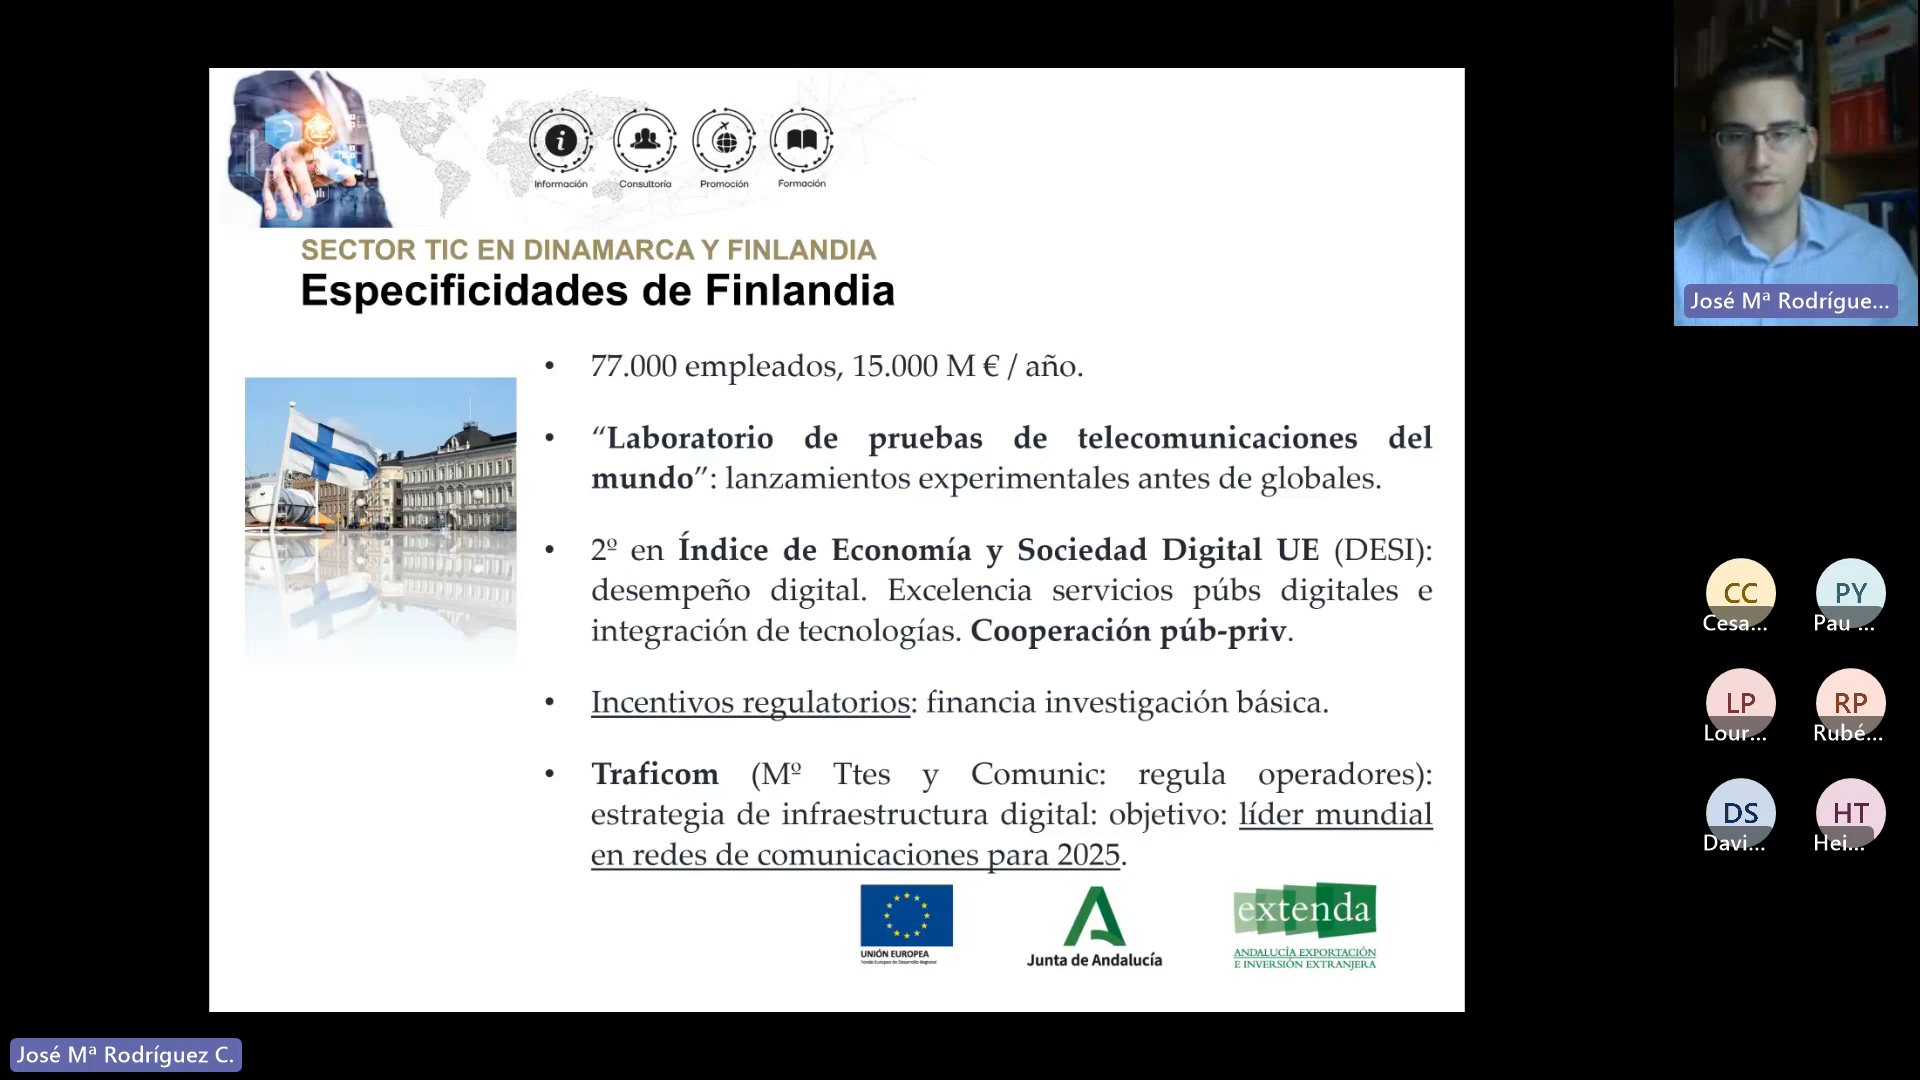 Información
Consultoría
Promoción
Formación
SECTOR TIC EN DINAMARCA Y FINLANDIA
Especificidades de Finlandia
• 77.000 empleados, 15.000 M € / año.
• “Laboratorio de pruebas de telecomunicaciones del
mundo”: lanzamientos experimentales antes de globales.
• 2º en Índice de Economía y Sociedad Digital UE (DESI):
desempeño digital. Excelencia servicios púbs digitales e
integración de tecnologías. Cooperación púb-priv.
• Incentivos regulatorios: financia investigación básica.
• Traficom (Mº Ttes y Comunic: regula operadores):
estrategia de infraestructura digital: objetivo: líder mundial
en redes de comunicaciones para 2025.
UNIÓN EUROPEA
Fondo Europeo de Desarrollo Regional
Junta de Andalucía
extenda
ANDALUCÍA EXPORTACIÓN
E INVERSIÓN EXTRANJERA
José Mª Rodrígue...
CC
Cesa...
PY
Pau ...
LP
Lour...
RP
Rubé...
DS
Davi...
HT
Hei...
José Mª Rodríguez C.